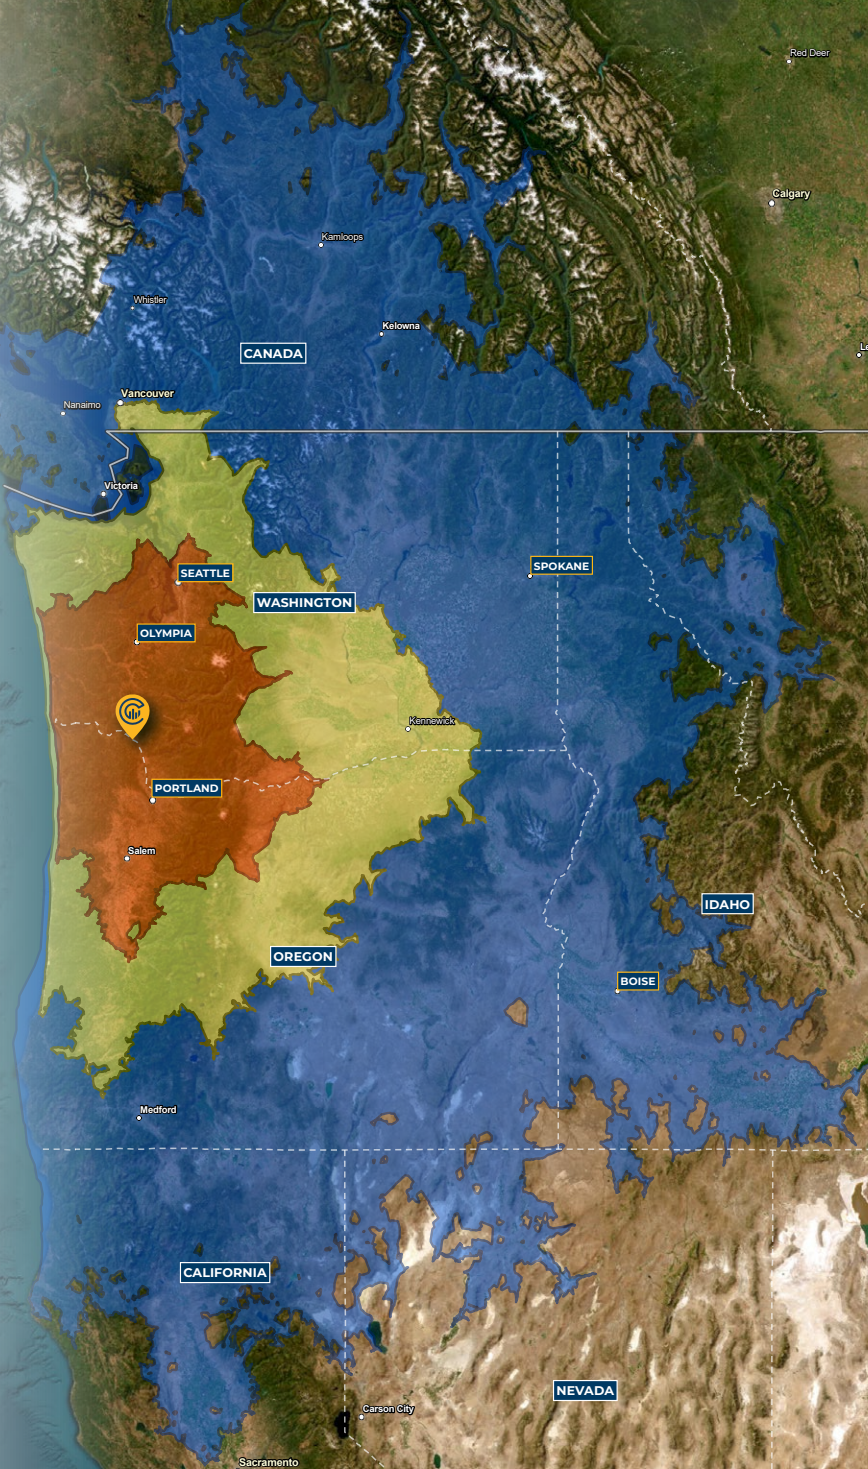 Red Deer
Calgary
Kamloops
Whistler
Kelowna
CANADA
Le
Vancouver
Nanaimo
Victoria
SEATTLE
SPOKANE
WASHINGTON
OLYMPIA
Kennewick
PORTLAND
Salem
IDAHO
OREGON
BOISE
Medford
CALIFORNIA
NEVADA
Carson City
Sacramento